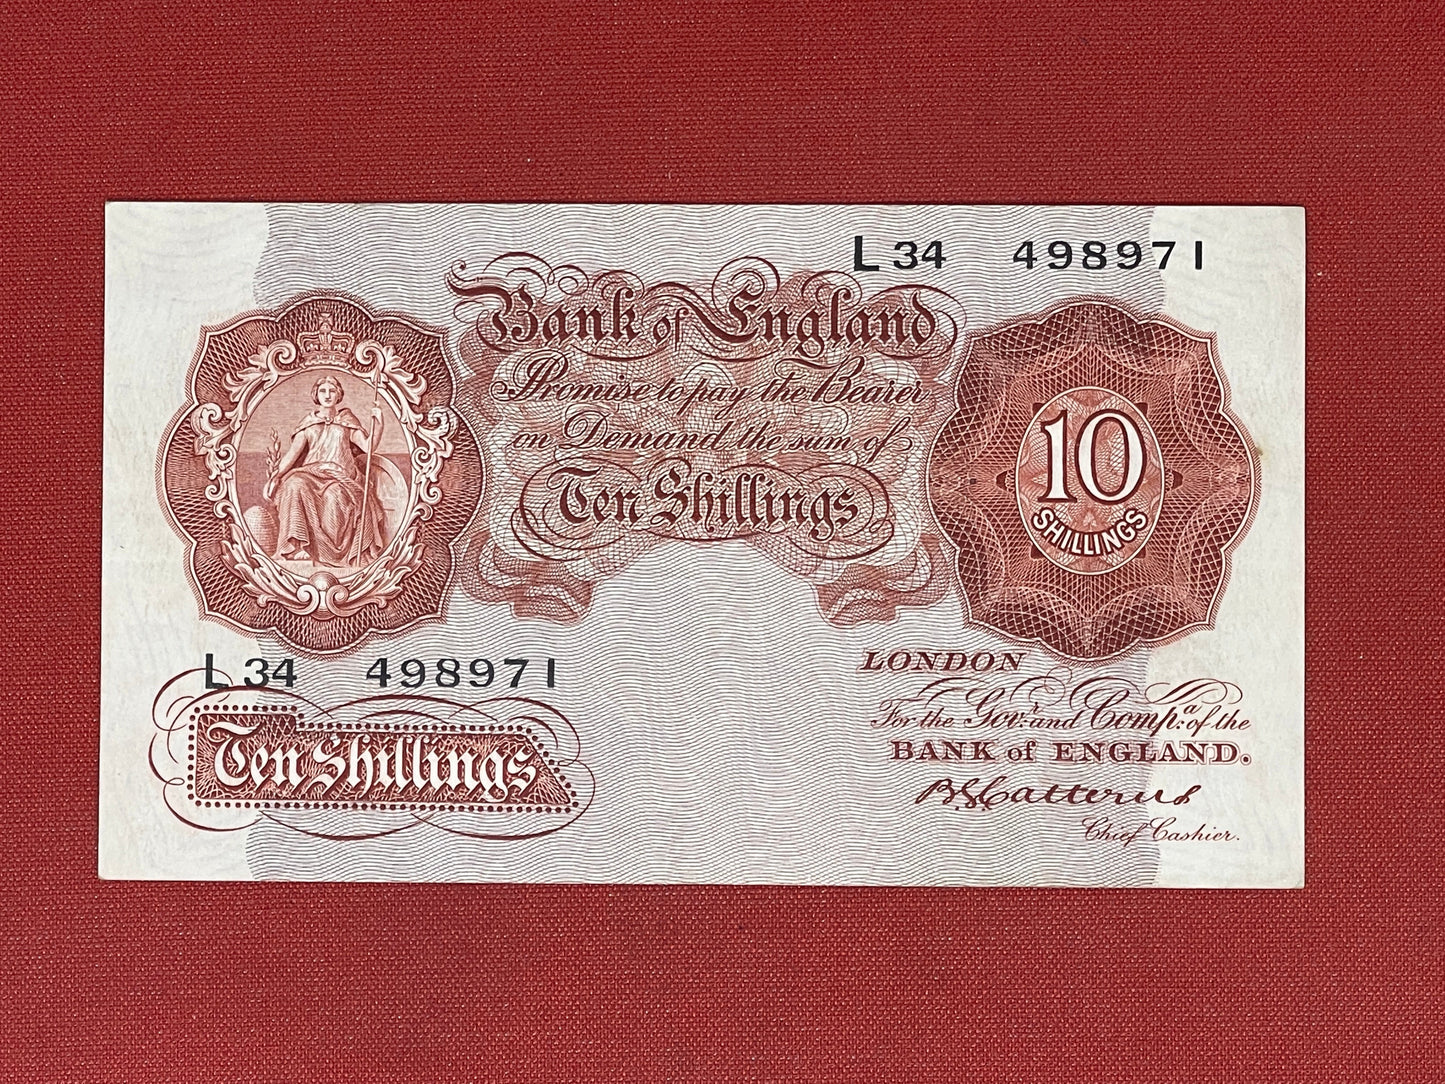 L34 498971
Bank of England
Promise to pay the Bearer
on Demand the sum of
Ten Shillings
10
SHILLINGS
L34 498971
Ten Shillings
LONDON
For the Govr. and Compa. of the
BANK of ENGLAND.
B G Catterns
Chief Cashier.